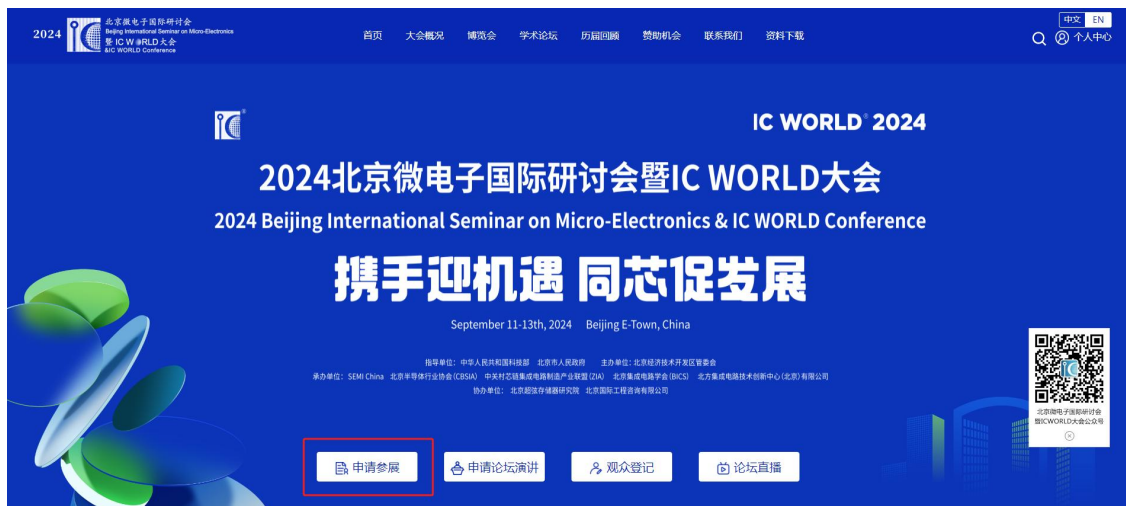 2024
北京微电子国际研讨会
Beijing International Seminar on Micro-Electronics
暨 IC WORLD 大会
&IC WORLD Conference
首页 大会概况 博览会 学术论坛 历届回顾 赞助机会 联系我们 资料下载
中文 EN
个人中心
IC WORLD® 2024
2024北京微电子国际研讨会暨IC WORLD大会
2024 Beijing International Seminar on Micro-Electronics & IC WORLD Conference
携手迎机遇 同芯促发展
September 11-13th, 2024 Beijing E-Town, China
指导单位：中华人民共和国科技部 北京市人民政府 主办单位：北京经济技术开发区管委会
承办单位：SEMI China 北京半导体行业协会(CBSIA) 中关村芯链集成电路制造产业联盟(ZIA) 北京集成电路学会(BICS) 北方集成电路技术创新中心(北京)有限公司
协办单位： 北京超弦存储器研究院 北京国际工程咨询有限公司
北京微电子国际研讨会
暨ICWORLD大会公众号
申请参展 申请论坛演讲 观众登记 论坛直播